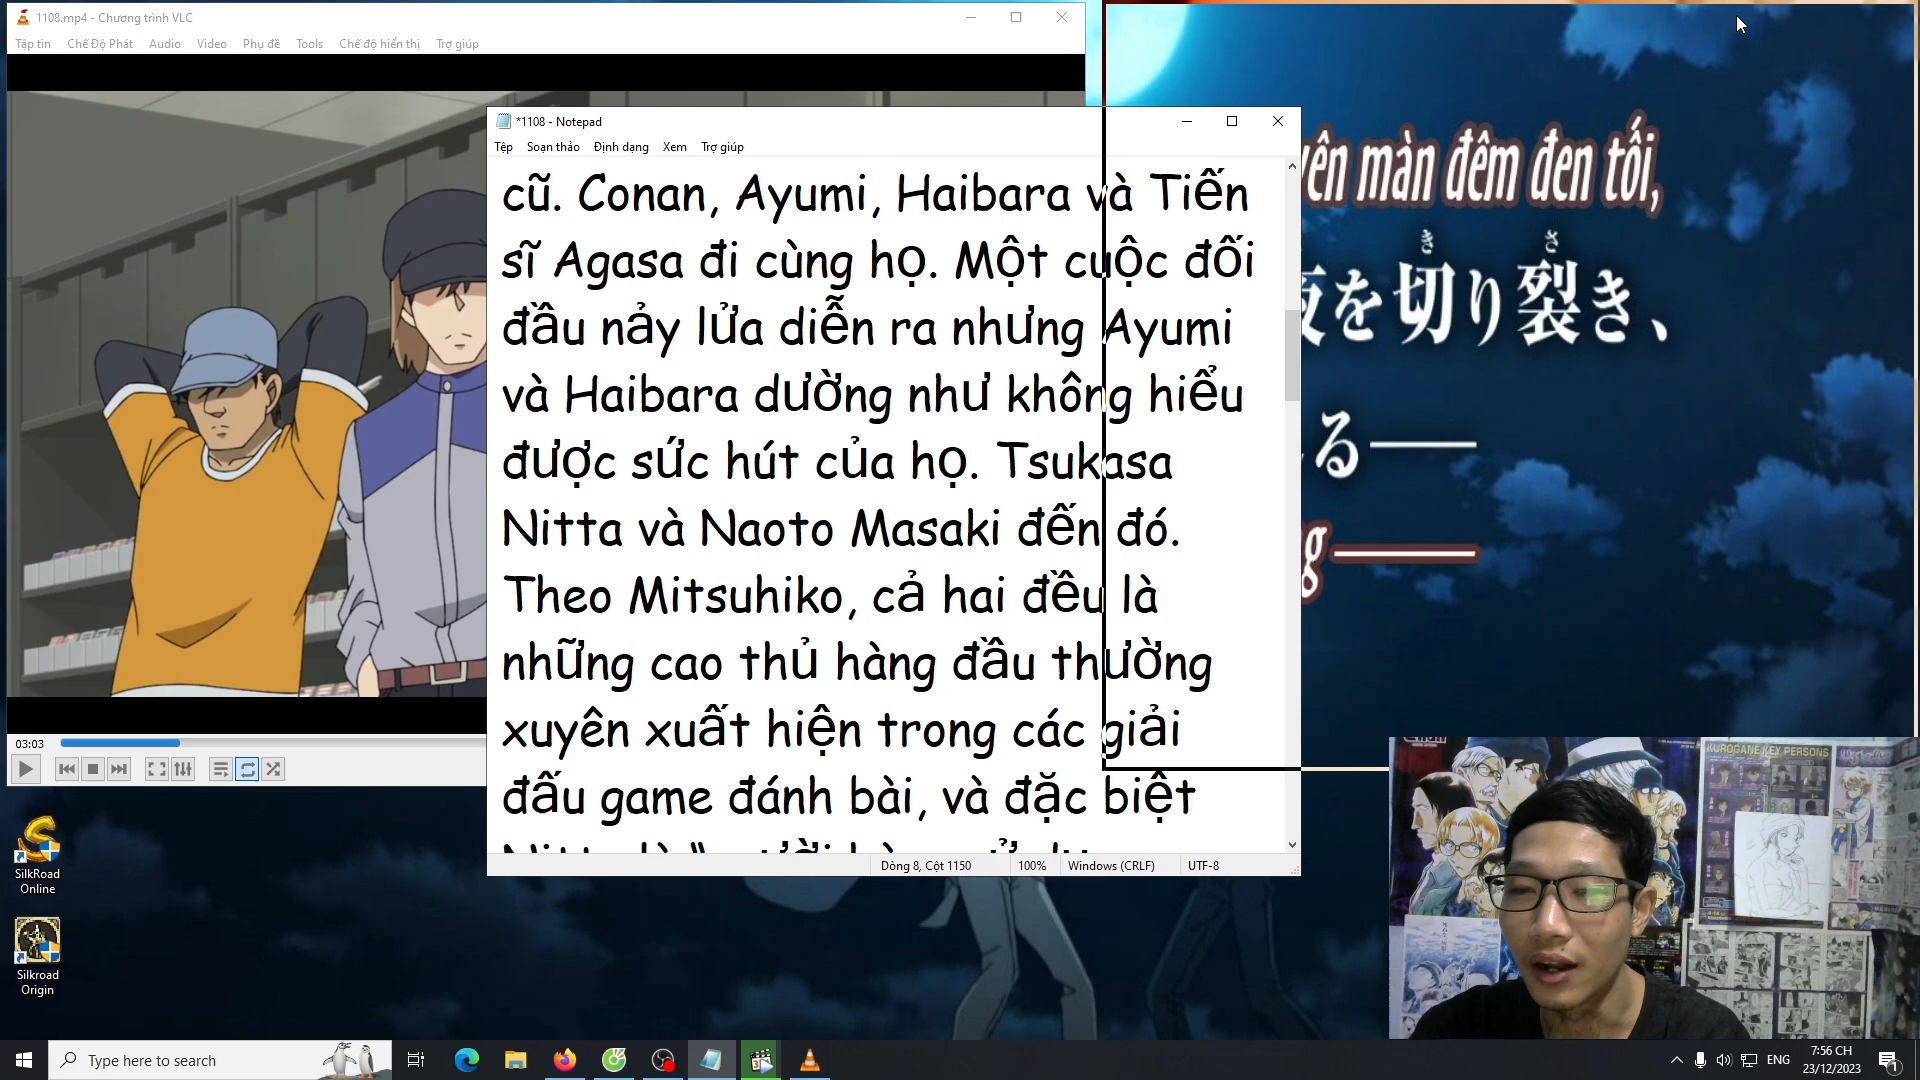 1108.mp4 - Chương trình VLC
Tập tin Chế Độ Phát Audio Video Phụ đề Tools Chế độ hiển thị Trợ giúp
*1108 - Notepad
Tệp Soạn thảo Định dạng Xem Trợ giúp
cũ. Conan, Ayumi, Haibara và Tiến
sĩ Agasa đi cùng họ. Một cuộc đối
đầu nảy lửa diễn ra nhưng Ayumi
và Haibara dường như không hiểu
được sức hút của họ. Tsukasa
Nitta và Naoto Masaki đến đó.
Theo Mitsuhiko, cả hai đều là
những cao thủ hàng đầu thường
xuyên xuất hiện trong các giải
đấu game đánh bài, và đặc biệt
Dòng 8, Cột 1150 100% Windows (CRLF) UTF-8
màn đêm đen tối,
き さ
を切り裂き、
る——
03:03
KUROGANE KEY PERSONS
SilkRoad
Online
Silkroad
Origin
Type here to search
ENG
7:56 CH
23/12/2023
1